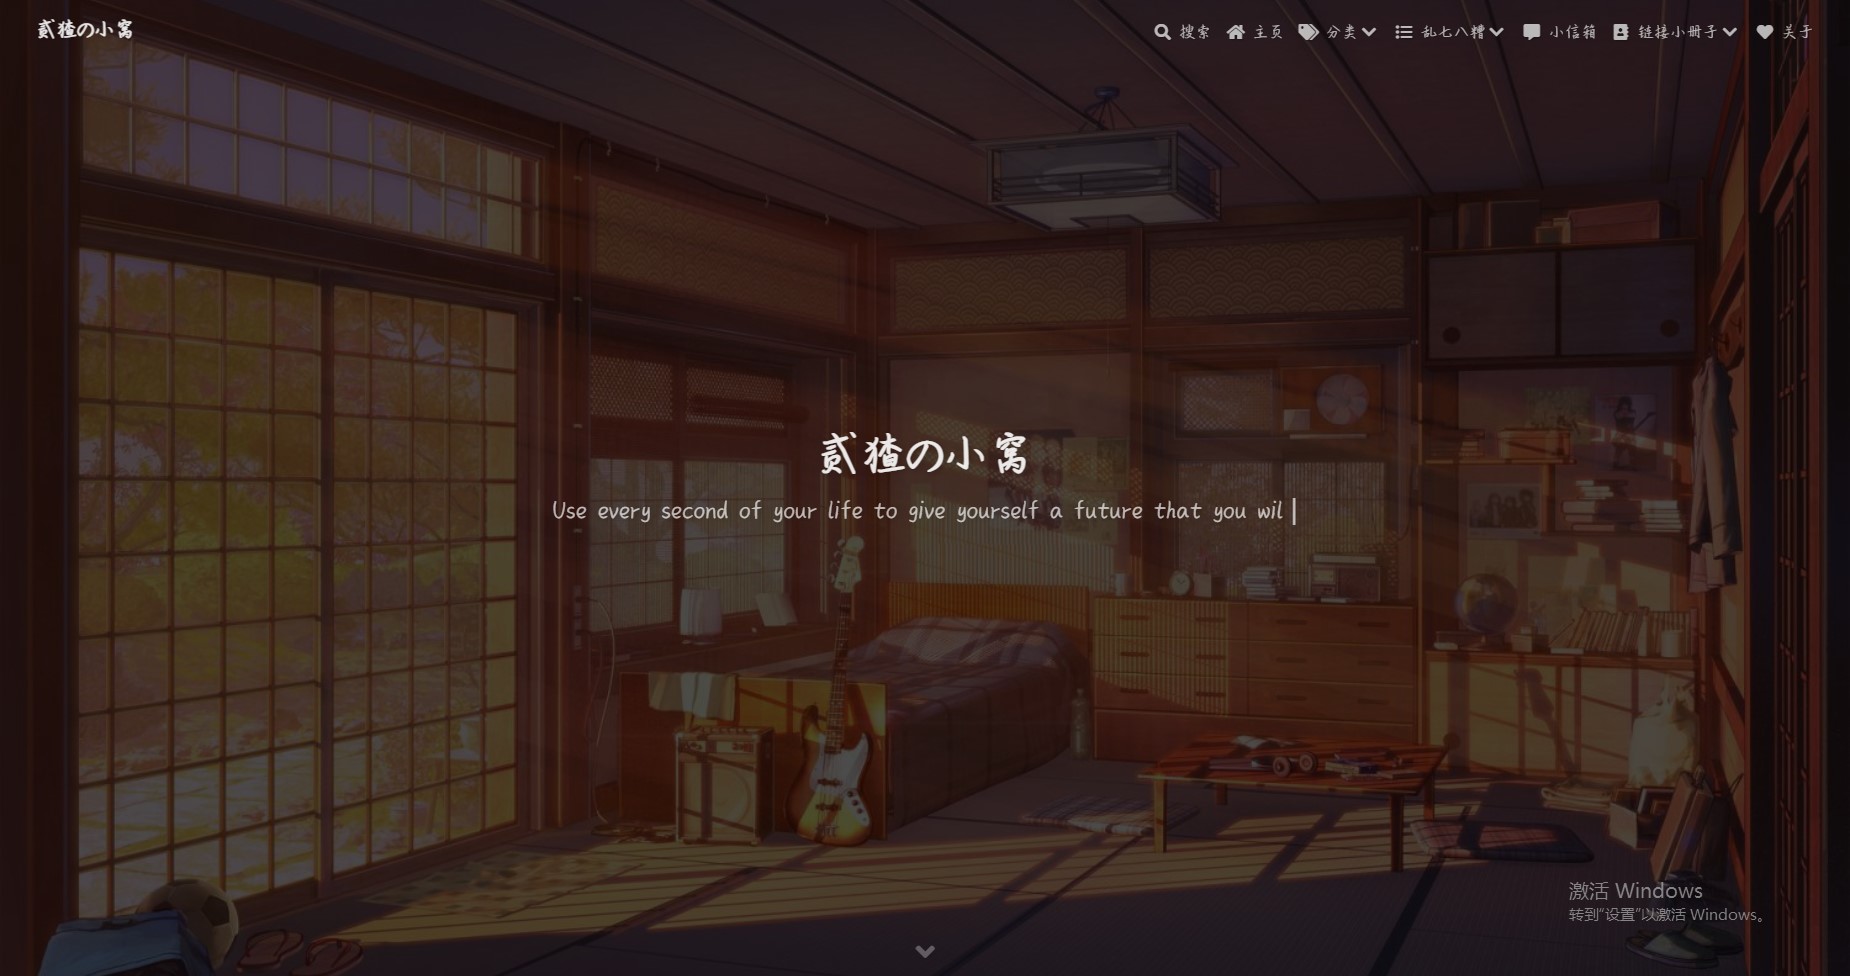 贰猹の小窝
搜索 主页 分类 乱七八糟 小信箱 链接小册子 关于
贰猹の小窝
Use every second of your life to give yourself a future that you wil
激活 Windows
转到"设置"以激活 Windows。